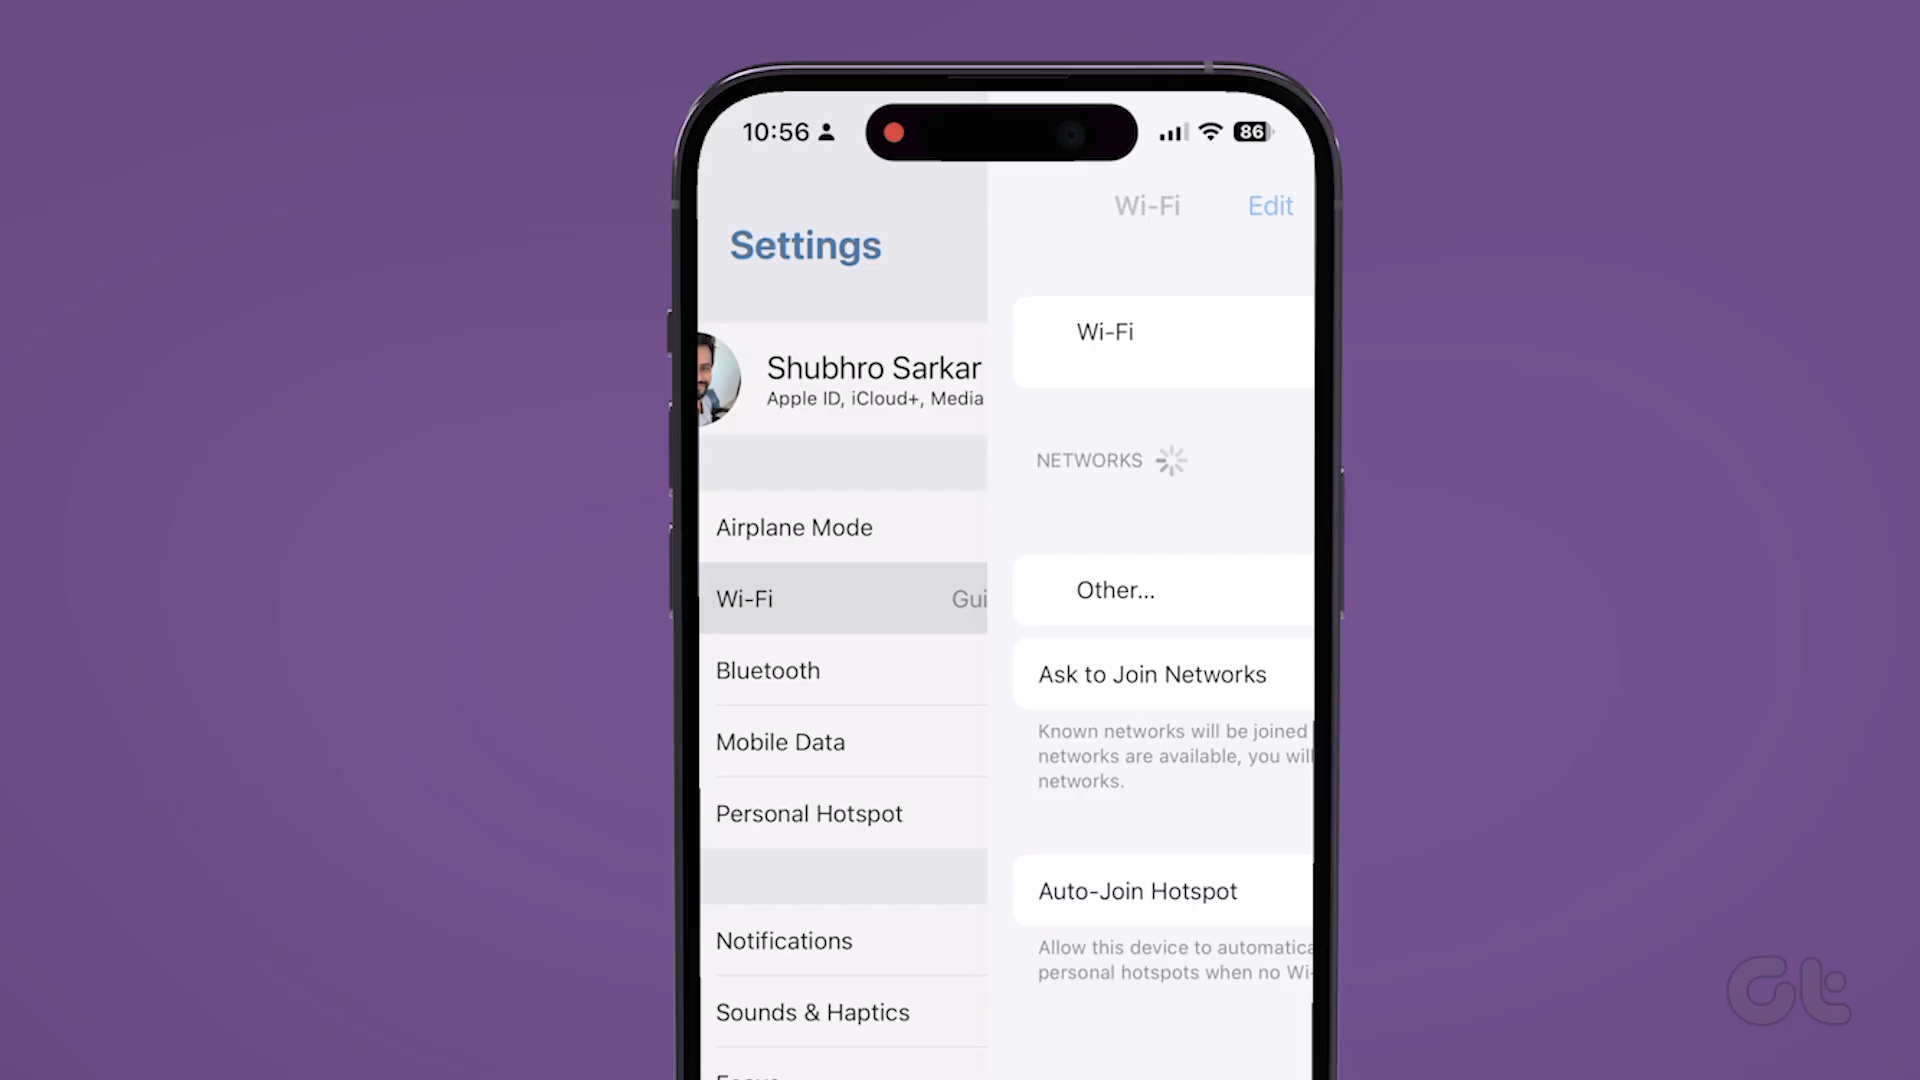 10:56
86
Settings
Shubhro Sarkar
Apple ID, iCloud+, Media
Airplane Mode
Wi-Fi Gui
Bluetooth
Mobile Data
Personal Hotspot
Notifications
Sounds & Haptics
Wi-Fi
Edit
Wi-Fi
NETWORKS
Other...
Ask to Join Networks
Known networks will be joined
networks are available, you will
networks.
Auto-Join Hotspot
Allow this device to automatica
personal hotspots when no Wi-
Gt